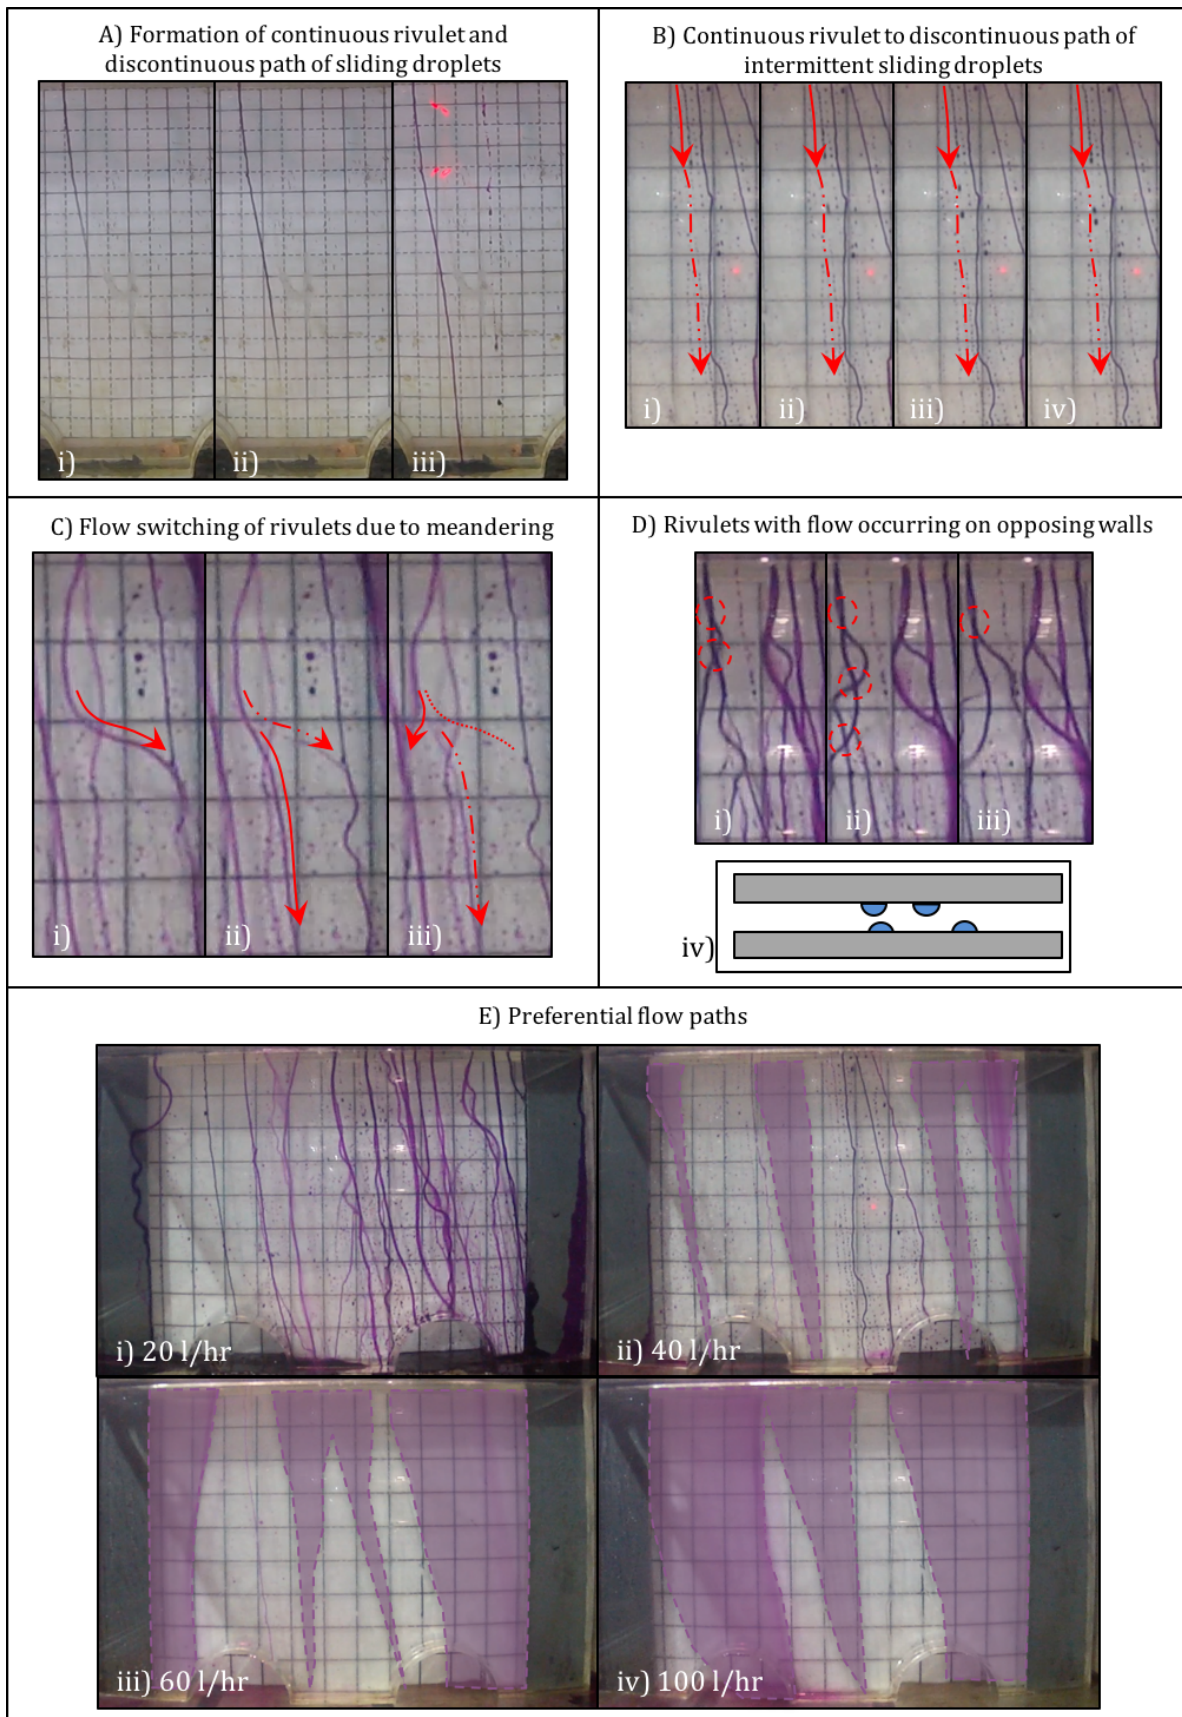 A) Formation of continuous rivulet and
discontinuous path of sliding droplets
i)
ii)
iii)
B) Continuous rivulet to discontinuous path of
intermittent sliding droplets
i)
ii)
iii)
iv)
C) Flow switching of rivulets due to meandering
i)
ii)
iii)
D) Rivulets with flow occurring on opposing walls
i)
ii)
iii)
iv)
E) Preferential flow paths
i) 20 l/hr
ii) 40 l/hr
iii) 60 l/hr
iv) 100 l/hr